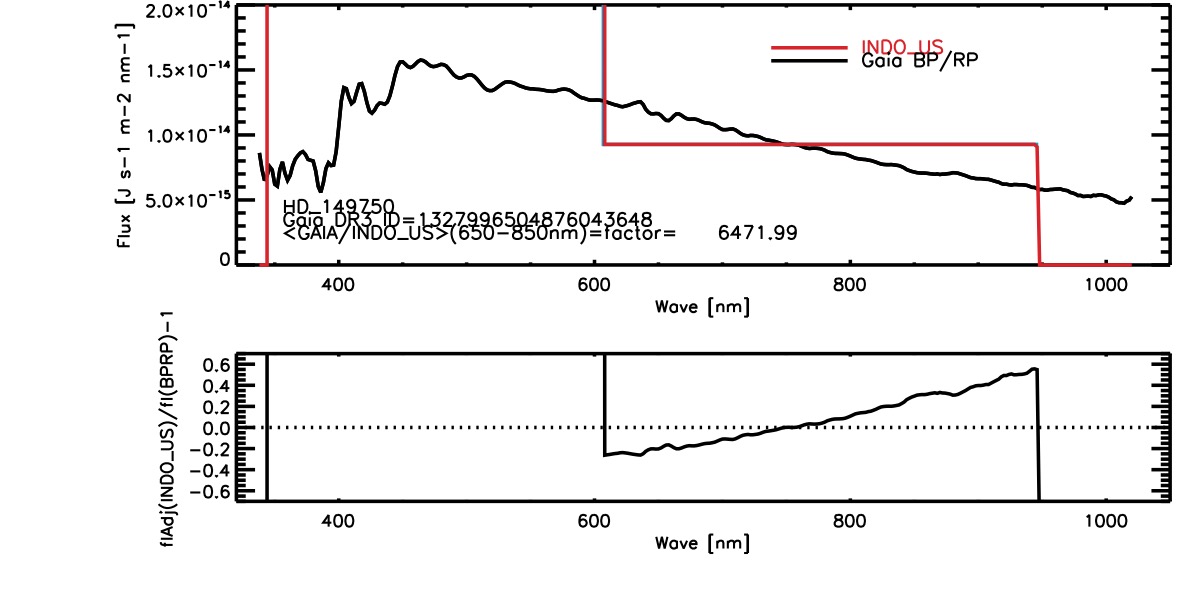 2.0×10⁻¹⁴
1.5×10⁻¹⁴
1.0×10⁻¹⁴
5.0×10⁻¹⁵
0
Flux [J s−1 m−2 nm−1]
INDO_US
Gaia BP/RP
HD_149750
Gaia DR3 ID=1327996504876043648
<GAIA/INDO_US>(650−850nm)=factor= 6471.99
400 600 800 1000
Wave [nm]
flAdj(INDO_US)/fl(BPRP)−1
0.6
0.4
0.2
0.0
−0.2
−0.4
−0.6
400 600 800 1000
Wave [nm]